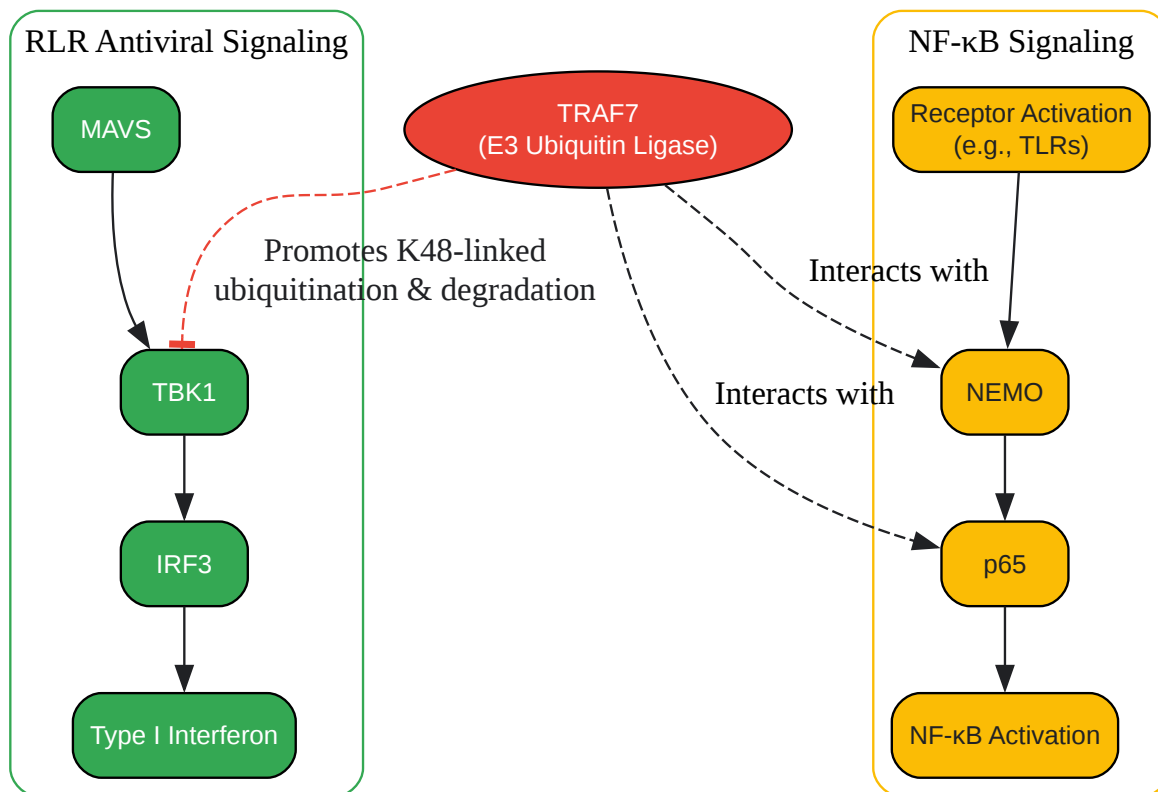 RLR Antiviral Signaling
MAVS
TBK1
IRF3
Type I Interferon
TRAF7
(E3 Ubiquitin Ligase)
Promotes K48-linked
ubiquitination & degradation
Interacts with
Interacts with
NF-κB Signaling
Receptor Activation
(e.g., TLRs)
NEMO
p65
NF-κB Activation